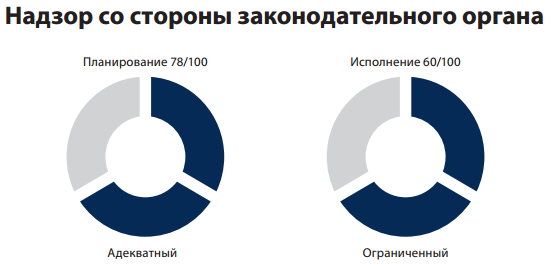 Надзор со стороны законодательного органа
Планирование 78/100
Исполнение 60/100
Адекватный
Ограниченный